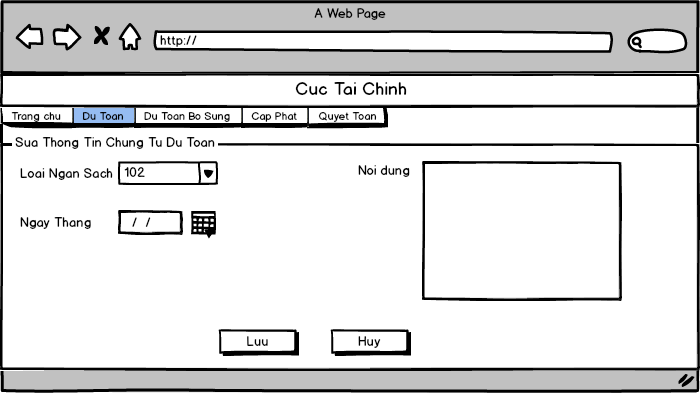 A Web Page
http://
Cuc Tai Chinh
Trang chu Du Toan Du Toan Bo Sung Cap Phat Quyet Toan
Sua Thong Tin Chung Tu Du Toan
Loai Ngan Sach 102 Noi dung
Ngay Thang / /
Luu Huy